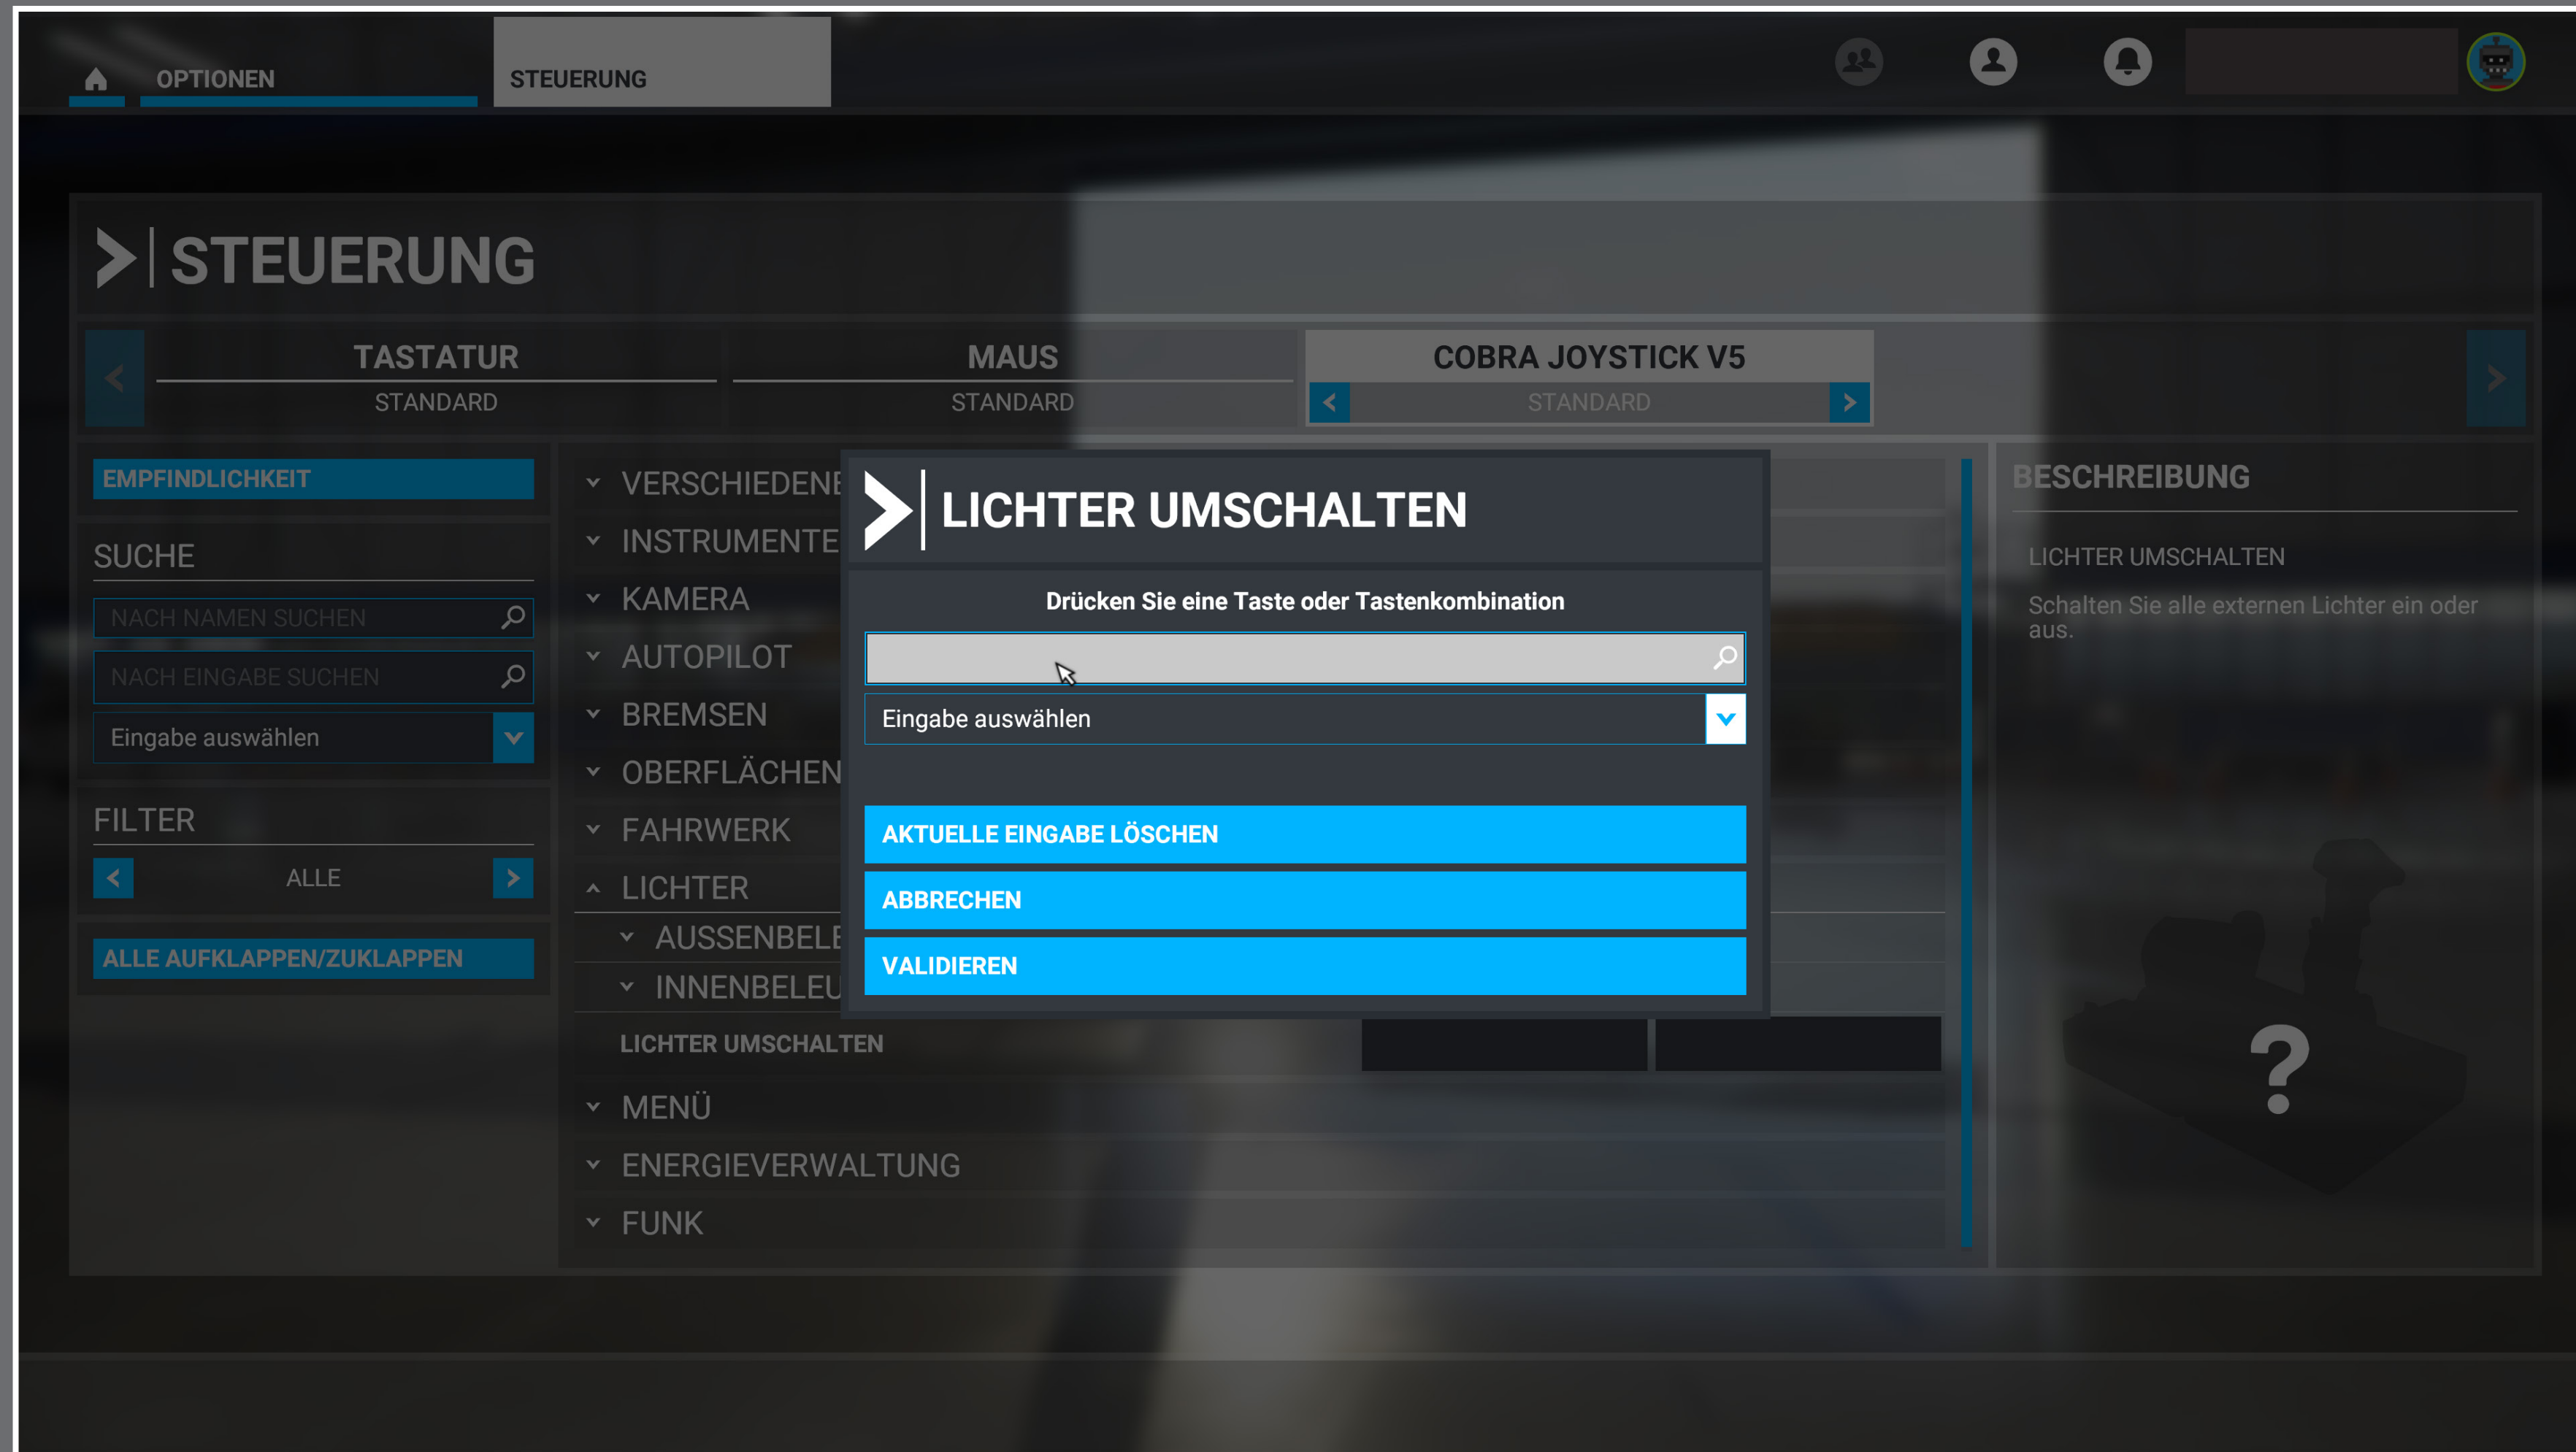 OPTIONEN
STEUERUNG
STEUERUNG
TASTATUR
STANDARD
MAUS
STANDARD
COBRA JOYSTICK V5
STANDARD
EMPFINDLICHKEIT
SUCHE
NACH NAMEN SUCHEN
NACH EINGABE SUCHEN
Eingabe auswählen
FILTER
ALLE
ALLE AUFKLAPPEN/ZUKLAPPEN
VERSCHIEDENE
INSTRUMENTE
KAMERA
AUTOPILOT
BREMSEN
OBERFLÄCHEN
FAHRWERK
LICHTER
AUSSENBELE
INNENBELEU
LICHTER UMSCHALTEN
MENÜ
ENERGIEVERWALTUNG
FUNK
LICHTER UMSCHALTEN
Drücken Sie eine Taste oder Tastenkombination
Eingabe auswählen
AKTUELLE EINGABE LÖSCHEN
ABBRECHEN
VALIDIEREN
BESCHREIBUNG
LICHTER UMSCHALTEN
Schalten Sie alle externen Lichter ein oder
aus.
?